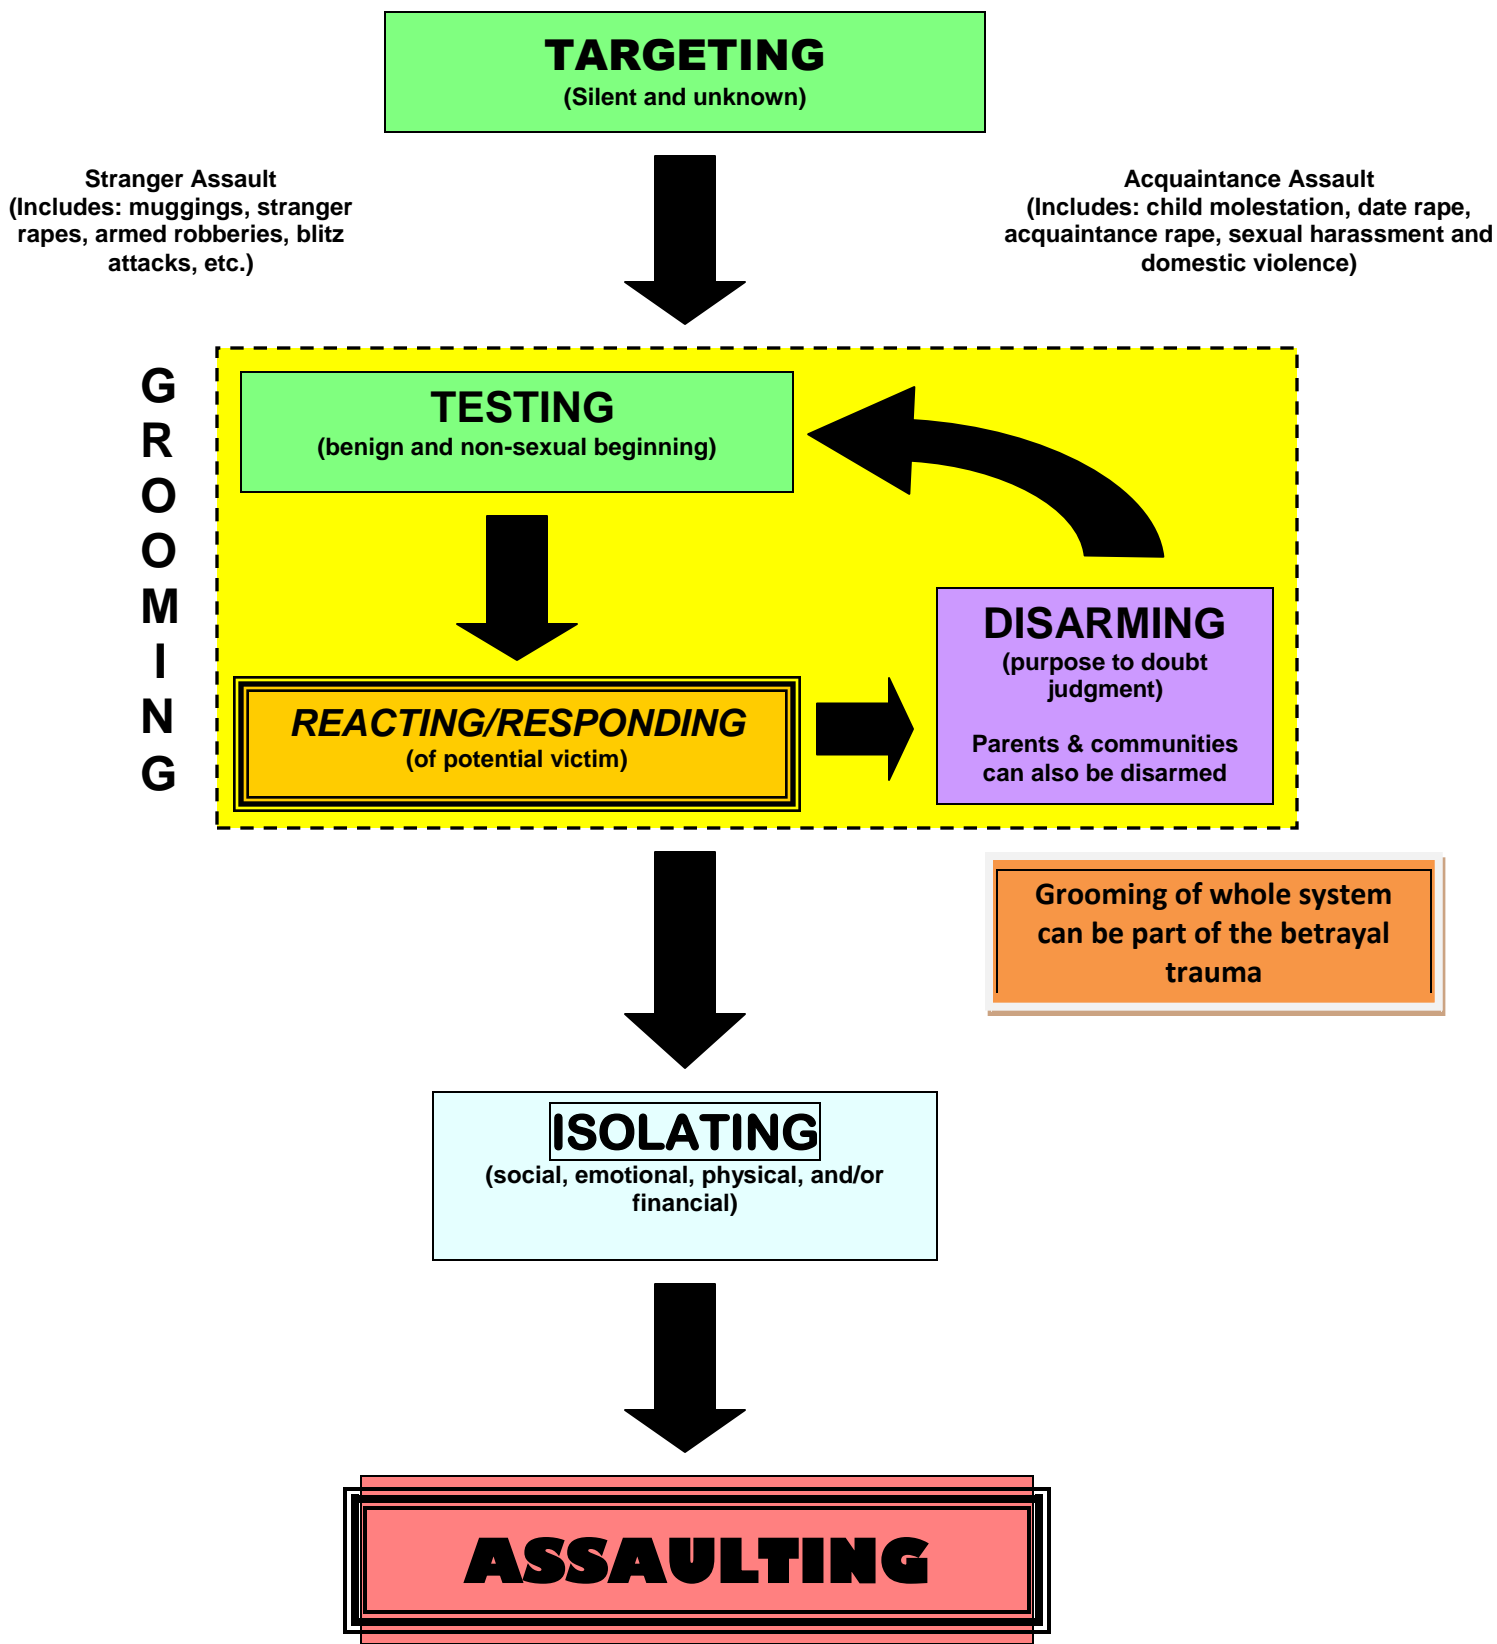 TARGETING
(Silent and unknown)
Stranger Assault
(Includes: muggings, stranger
rapes, armed robberies, blitz
attacks, etc.)
Acquaintance Assault
(Includes: child molestation, date rape,
acquaintance rape, sexual harassment and
domestic violence)
G
R
O
O
M
I
N
G
TESTING
(benign and non-sexual beginning)
REACTING/RESPONDING
(of potential victim)
DISARMING
(purpose to doubt
judgment)
Parents & communities
can also be disarmed
Grooming of whole system
can be part of the betrayal
trauma
ISOLATING
(social, emotional, physical, and/or
financial)
ASSAULTING